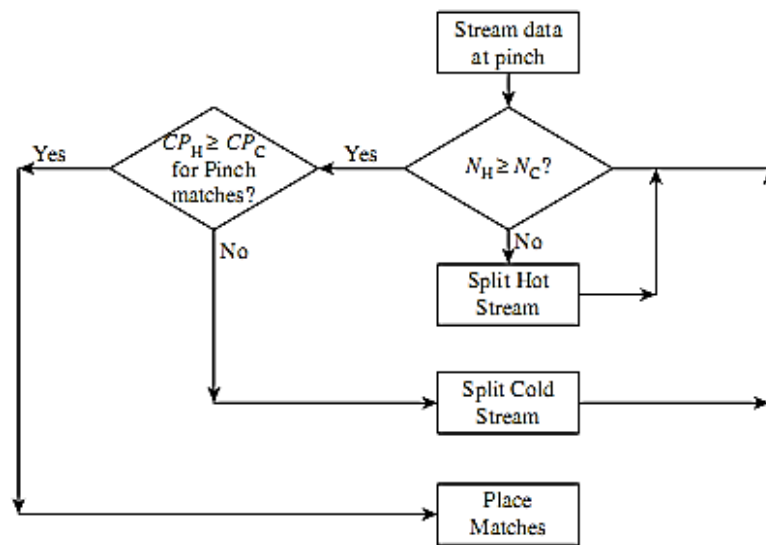 Stream data
at pinch
CP_H ≥ CP_C
for Pinch
matches?
Yes
Yes
N_H ≥ N_C?
No
No
Split Hot
Stream
Split Cold
Stream
Place
Matches